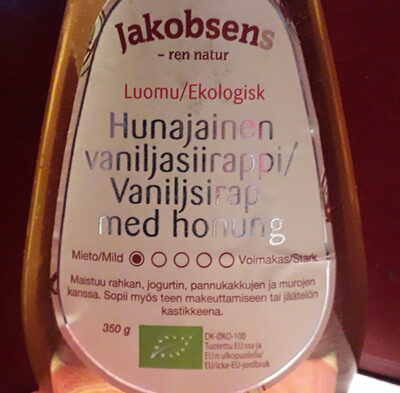 Jakobsens
– ren natur
Luomu/Ekologisk
Hunajainen
vaniljasiirappi/
Vaniljsirap
med honung
Mieto/Mild Voimakas/Stark
Maistuu rahkan, jogurtin, pannukakkujen ja murojen
kanssa. Sopii myös teen makeuttamiseen tai jäätelön
kastikkeena.
350 g
DK-ØKO-100
Tuotettu EU:ssa ja
EU:n ulkopuolella/
EU/icke-EU-jordbruk